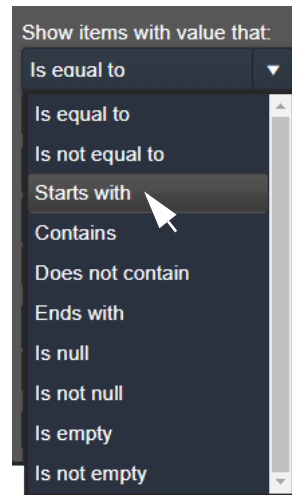 Show items with value that:
Is equal to
Is equal to
Is not equal to
Starts with
Contains
Does not contain
Ends with
Is null
Is not null
Is empty
Is not empty